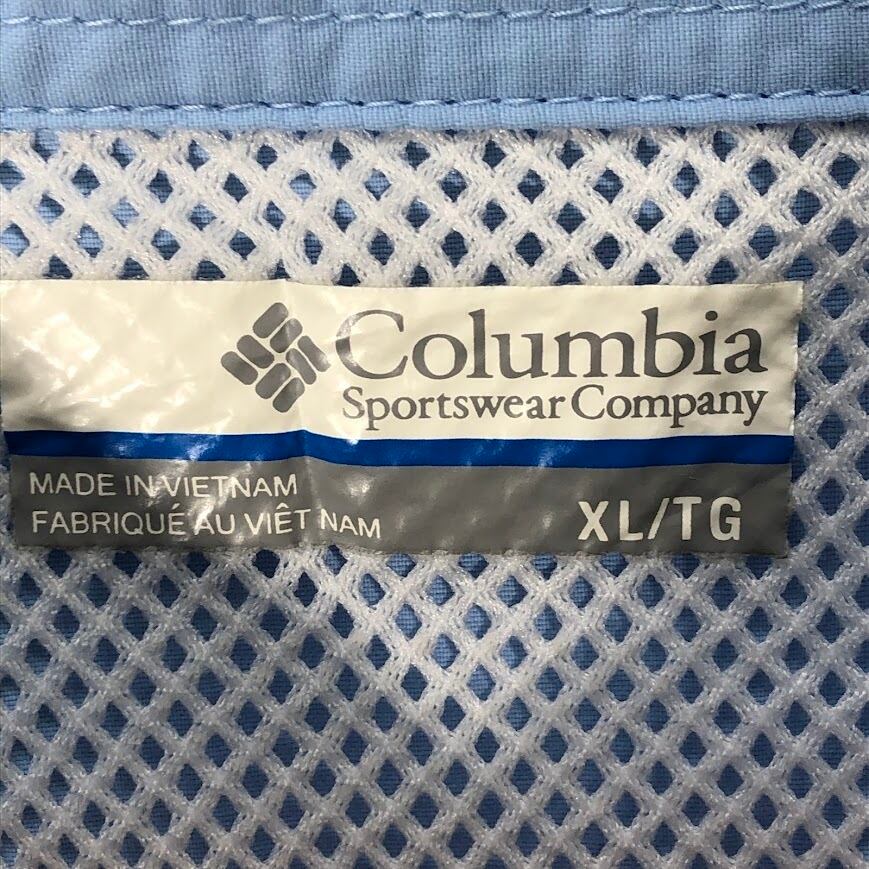 Columbia
Sportswear Company
MADE IN VIETNAM
FABRIQUÉ AU VIÊT NAM
XL/TG